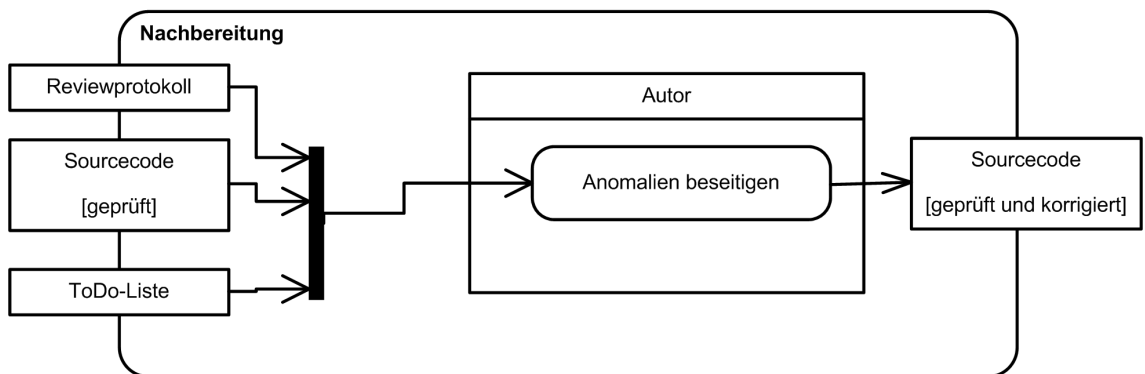 Nachbereitung
Reviewprotokoll
Sourcecode
[geprüft]
ToDo-Liste
Autor
Anomalien beseitigen
Sourcecode
[geprüft und korrigiert]